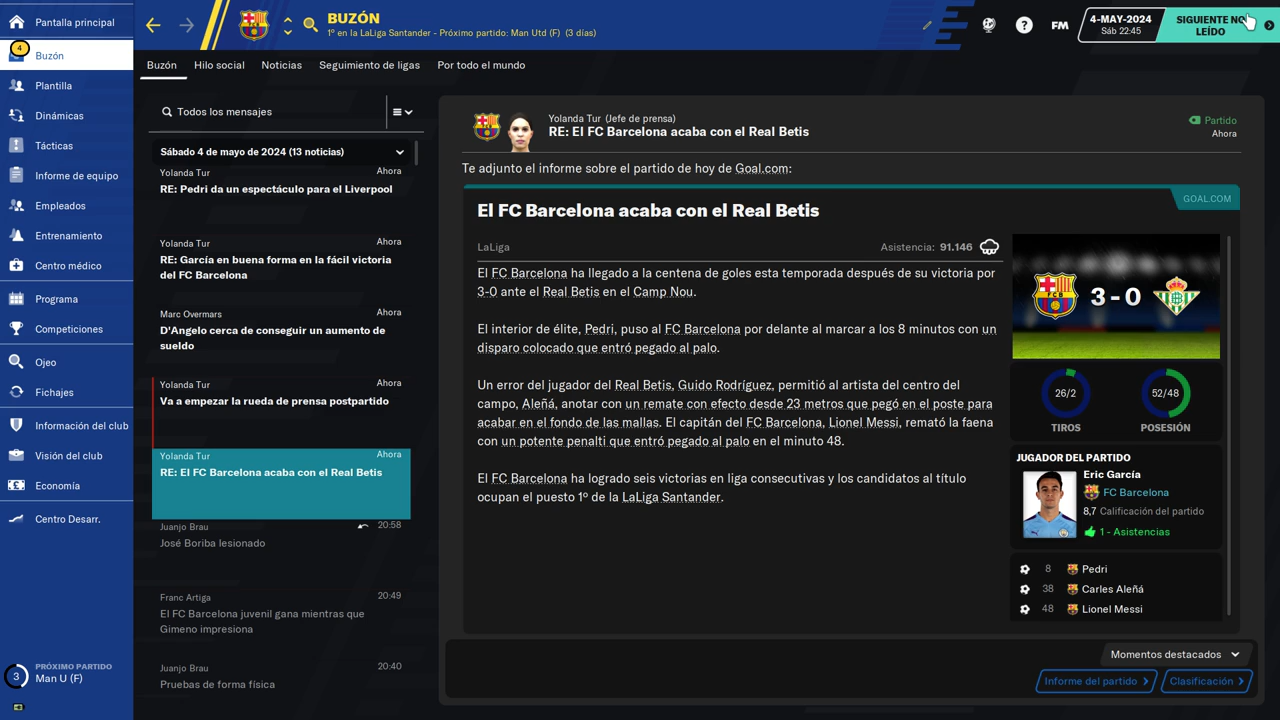 Pantalla principal
4
Buzón
Plantilla
Dinámicas
Tácticas
Informe de equipo
Empleados
Entrenamiento
Centro médico
Programa
Competiciones
Ojeo
Fichajes
Información del club
Visión del club
Economía
Centro Desarr.
3
PRÓXIMO PARTIDO
Man U (F)
BUZÓN
1º en la LaLiga Santander - Próximo partido: Man Utd (F) (3 días)
?
FM
4-MAY-2024
Sáb 22:45
SIGUIENTE NO
LEÍDO
Buzón
Hilo social
Noticias
Seguimiento de ligas
Por todo el mundo
Todos los mensajes
Sábado 4 de mayo de 2024 (13 noticias)
Yolanda Tur
Ahora
RE: Pedri da un espectáculo para el Liverpool
Yolanda Tur
Ahora
RE: García en buena forma en la fácil victoria
del FC Barcelona
Marc Overmars
Ahora
D'Angelo cerca de conseguir un aumento de
sueldo
Yolanda Tur
Ahora
Va a empezar la rueda de prensa postpartido
Yolanda Tur
Ahora
RE: El FC Barcelona acaba con el Real Betis
Juanjo Brau
20:58
José Boriba lesionado
Franc Artiga
20:49
El FC Barcelona juvenil gana mientras que
Gimeno impresiona
Juanjo Brau
20:40
Pruebas de forma física
Yolanda Tur (Jefe de prensa)
RE: El FC Barcelona acaba con el Real Betis
Partido
Ahora
Te adjunto el informe sobre el partido de hoy de Goal.com:
GOAL.COM
El FC Barcelona acaba con el Real Betis
LaLiga
Asistencia: 91.146
El FC Barcelona ha llegado a la centena de goles esta temporada después de su victoria por
3-0 ante el Real Betis en el Camp Nou.
El interior de élite, Pedri, puso al FC Barcelona por delante al marcar a los 8 minutos con un
disparo colocado que entró pegado al palo.
Un error del jugador del Real Betis, Guido Rodríguez, permitió al artista del centro del
campo, Aleñá, anotar con un remate con efecto desde 23 metros que pegó en el poste para
acabar en el fondo de las mallas. El capitán del FC Barcelona, Lionel Messi, remató la faena
con un potente penalti que entró pegado al palo en el minuto 48.
El FC Barcelona ha logrado seis victorias en liga consecutivas y los candidatos al título
ocupan el puesto 1º de la LaLiga Santander.
3 - 0
26/2
TIROS
52/48
POSESIÓN
JUGADOR DEL PARTIDO
Eric García
FC Barcelona
8,7 Calificación del partido
1 - Asistencias
8 Pedri
38 Carles Aleñá
48 Lionel Messi
Momentos destacados
Informe del partido
Clasificación